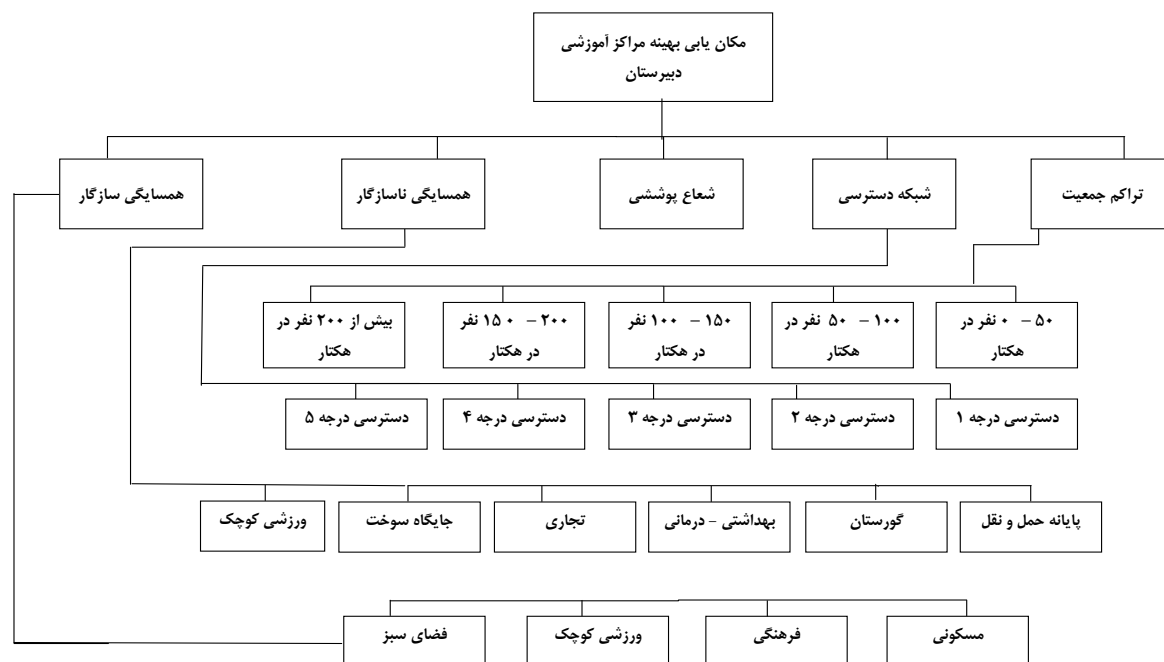 مکان یابی بهینه مراکز آموزشی
دبیرستان
تراکم جمعیت
شبکه دسترسی
شعاع پوششی
همسایگی ناسازگار
همسایگی سازگار
۵۰ – ۰ نفر در
هکتار
۱۰۰ – ۵۰ نفر در
هکتار
۱۵۰ – ۱۰۰ نفر
در هکتار
۲۰۰ – ۱۵۰ نفر
در هکتار
بیش از ۲۰۰ نفر در
هکتار
دسترسی درجه ۱
دسترسی درجه ۲
دسترسی درجه ۳
دسترسی درجه ۴
دسترسی درجه ۵
پایانه حمل و نقل
گورستان
بهداشتی – درمانی
تجاری
جایگاه سوخت
ورزشی کوچک
مسکونی
فرهنگی
ورزشی کوچک
فضای سبز